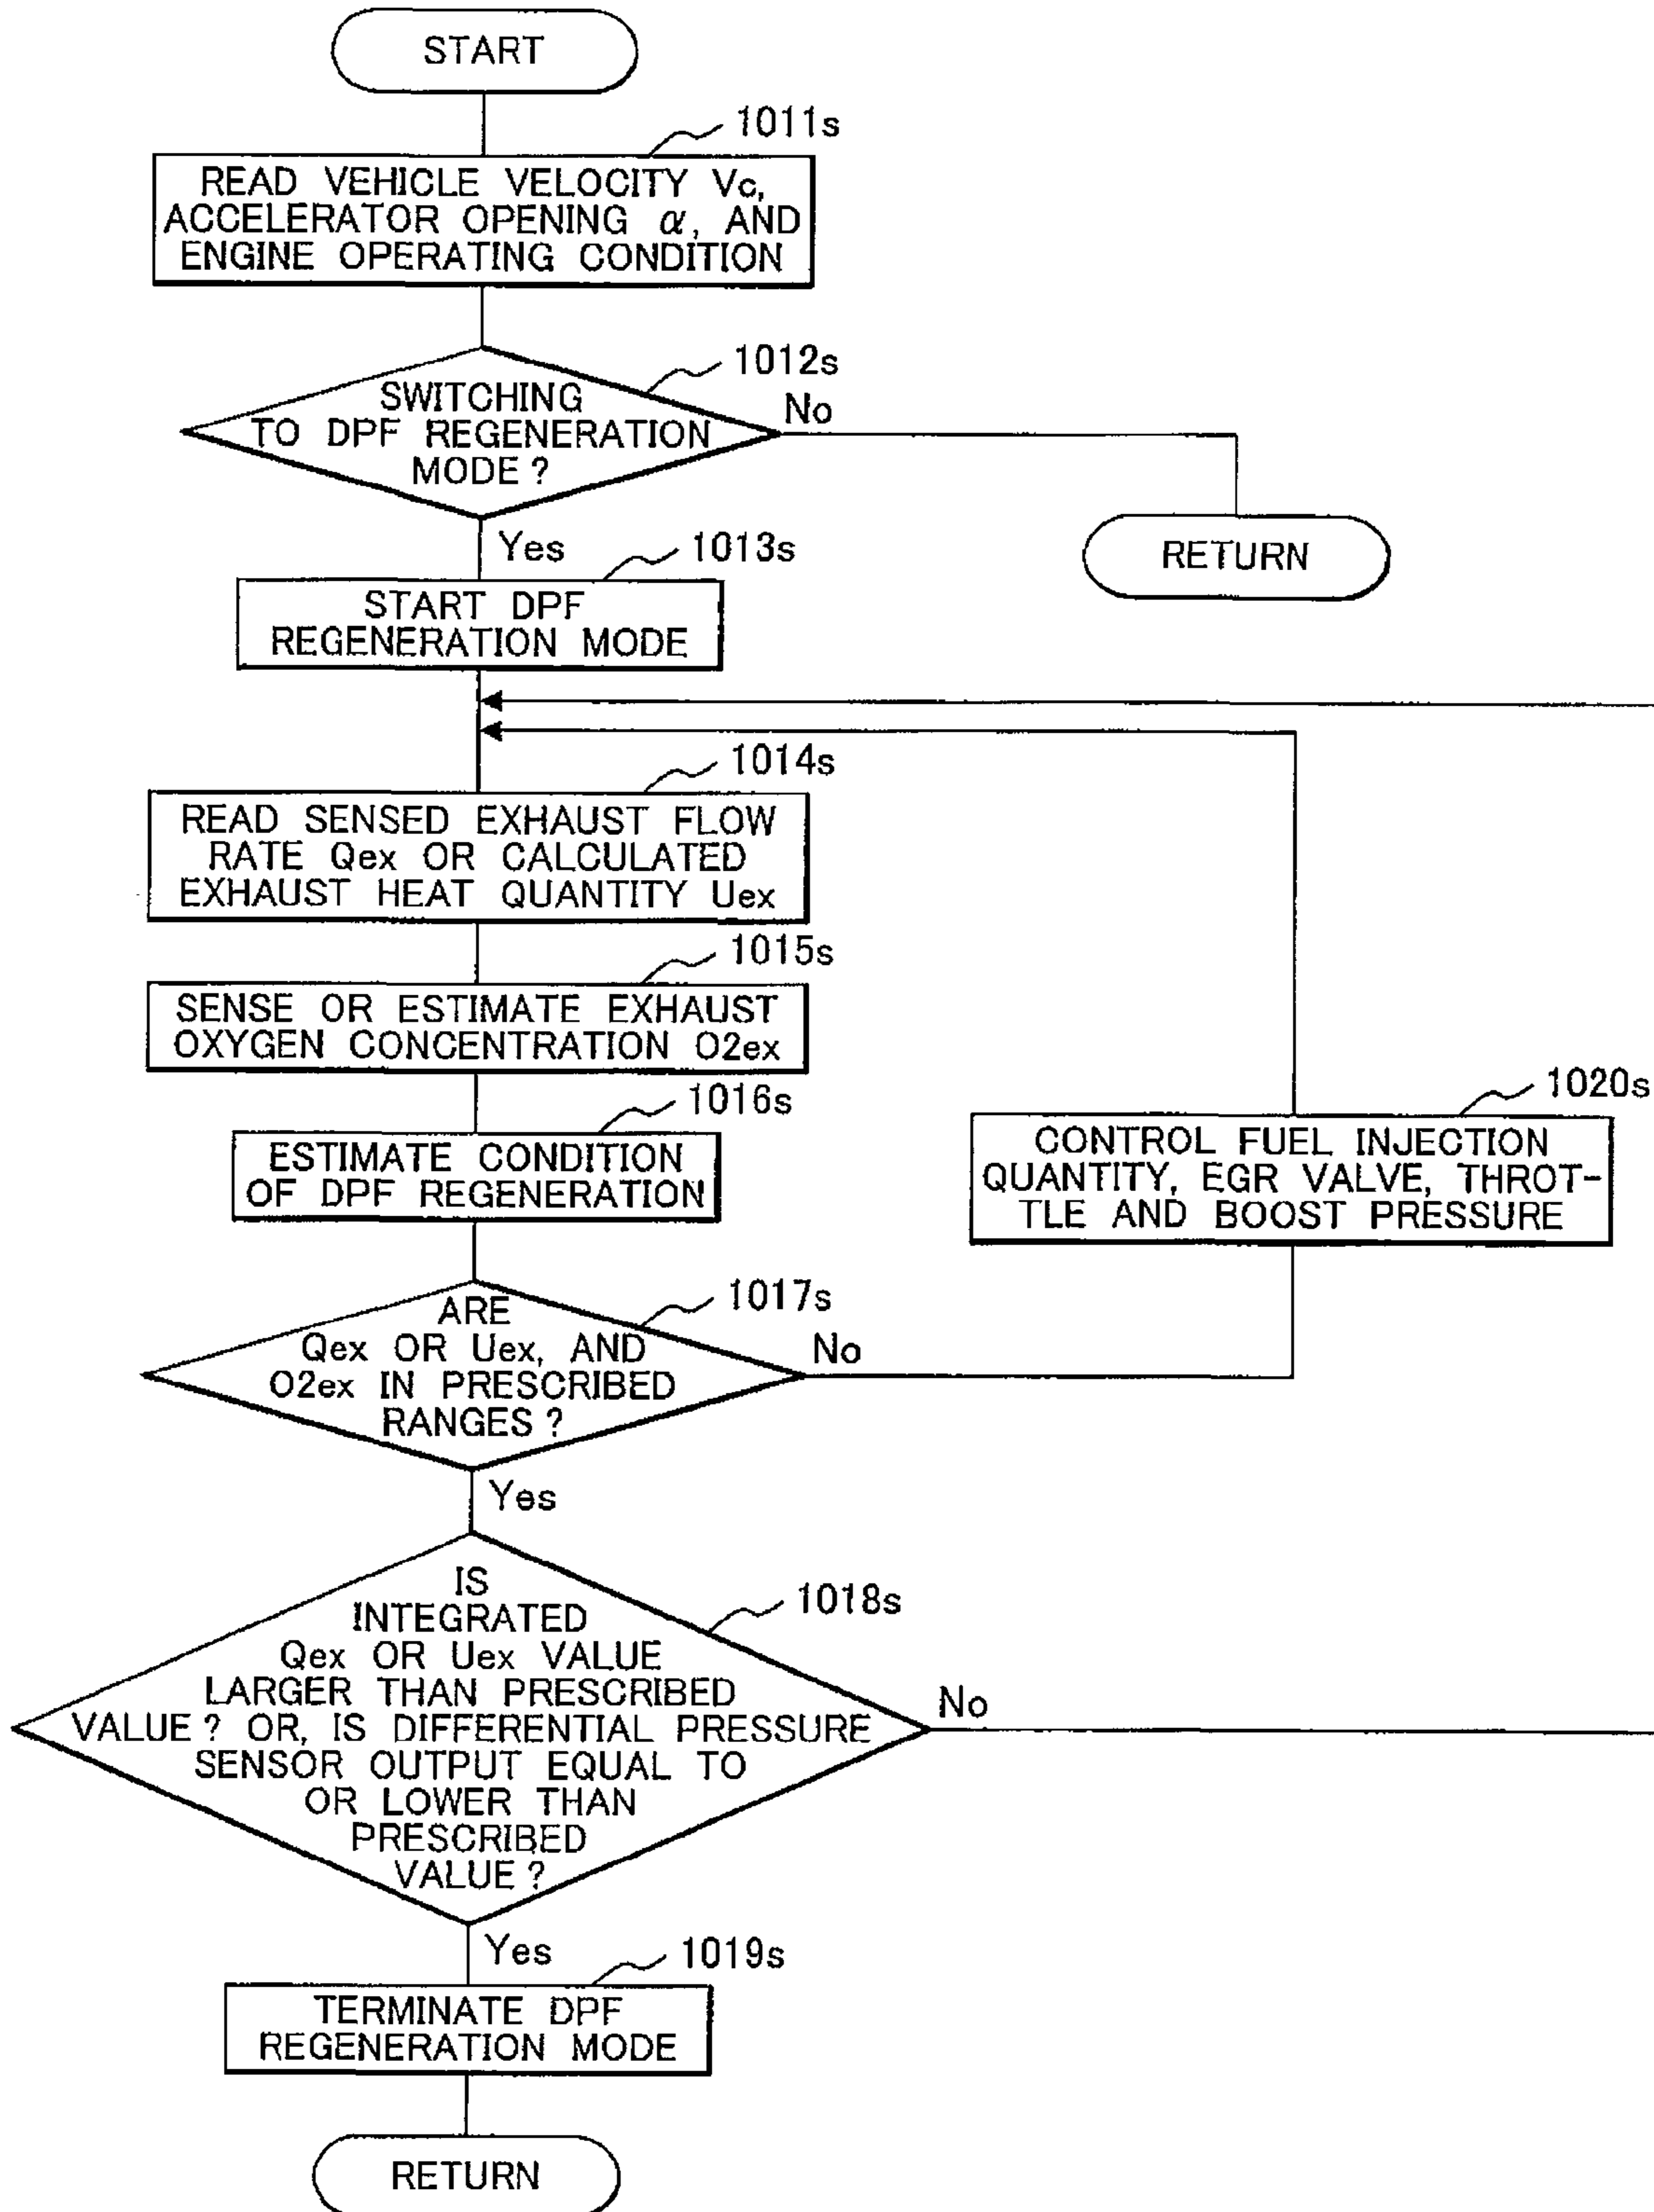 START
1011s
READ VEHICLE VELOCITY Vc,
ACCELERATOR OPENING α, AND
ENGINE OPERATING CONDITION
1012s
SWITCHING
TO DPF REGENERATION
MODE?
No
RETURN
Yes
1013s
START DPF
REGENERATION MODE
1014s
READ SENSED EXHAUST FLOW
RATE Qex OR CALCULATED
EXHAUST HEAT QUANTITY Uex
1015s
SENSE OR ESTIMATE EXHAUST
OXYGEN CONCENTRATION O2ex
1016s
ESTIMATE CONDITION
OF DPF REGENERATION
1020s
CONTROL FUEL INJECTION
QUANTITY, EGR VALVE, THROT-
TLE AND BOOST PRESSURE
1017s
ARE
Qex OR Uex, AND
O2ex IN PRESCRIBED
RANGES?
No
Yes
1018s
IS
INTEGRATED
Qex OR Uex VALUE
LARGER THAN PRESCRIBED
VALUE? OR, IS DIFFERENTIAL PRESSURE
SENSOR OUTPUT EQUAL TO
OR LOWER THAN
PRESCRIBED
VALUE?
No
Yes
1019s
TERMINATE DPF
REGENERATION MODE
RETURN